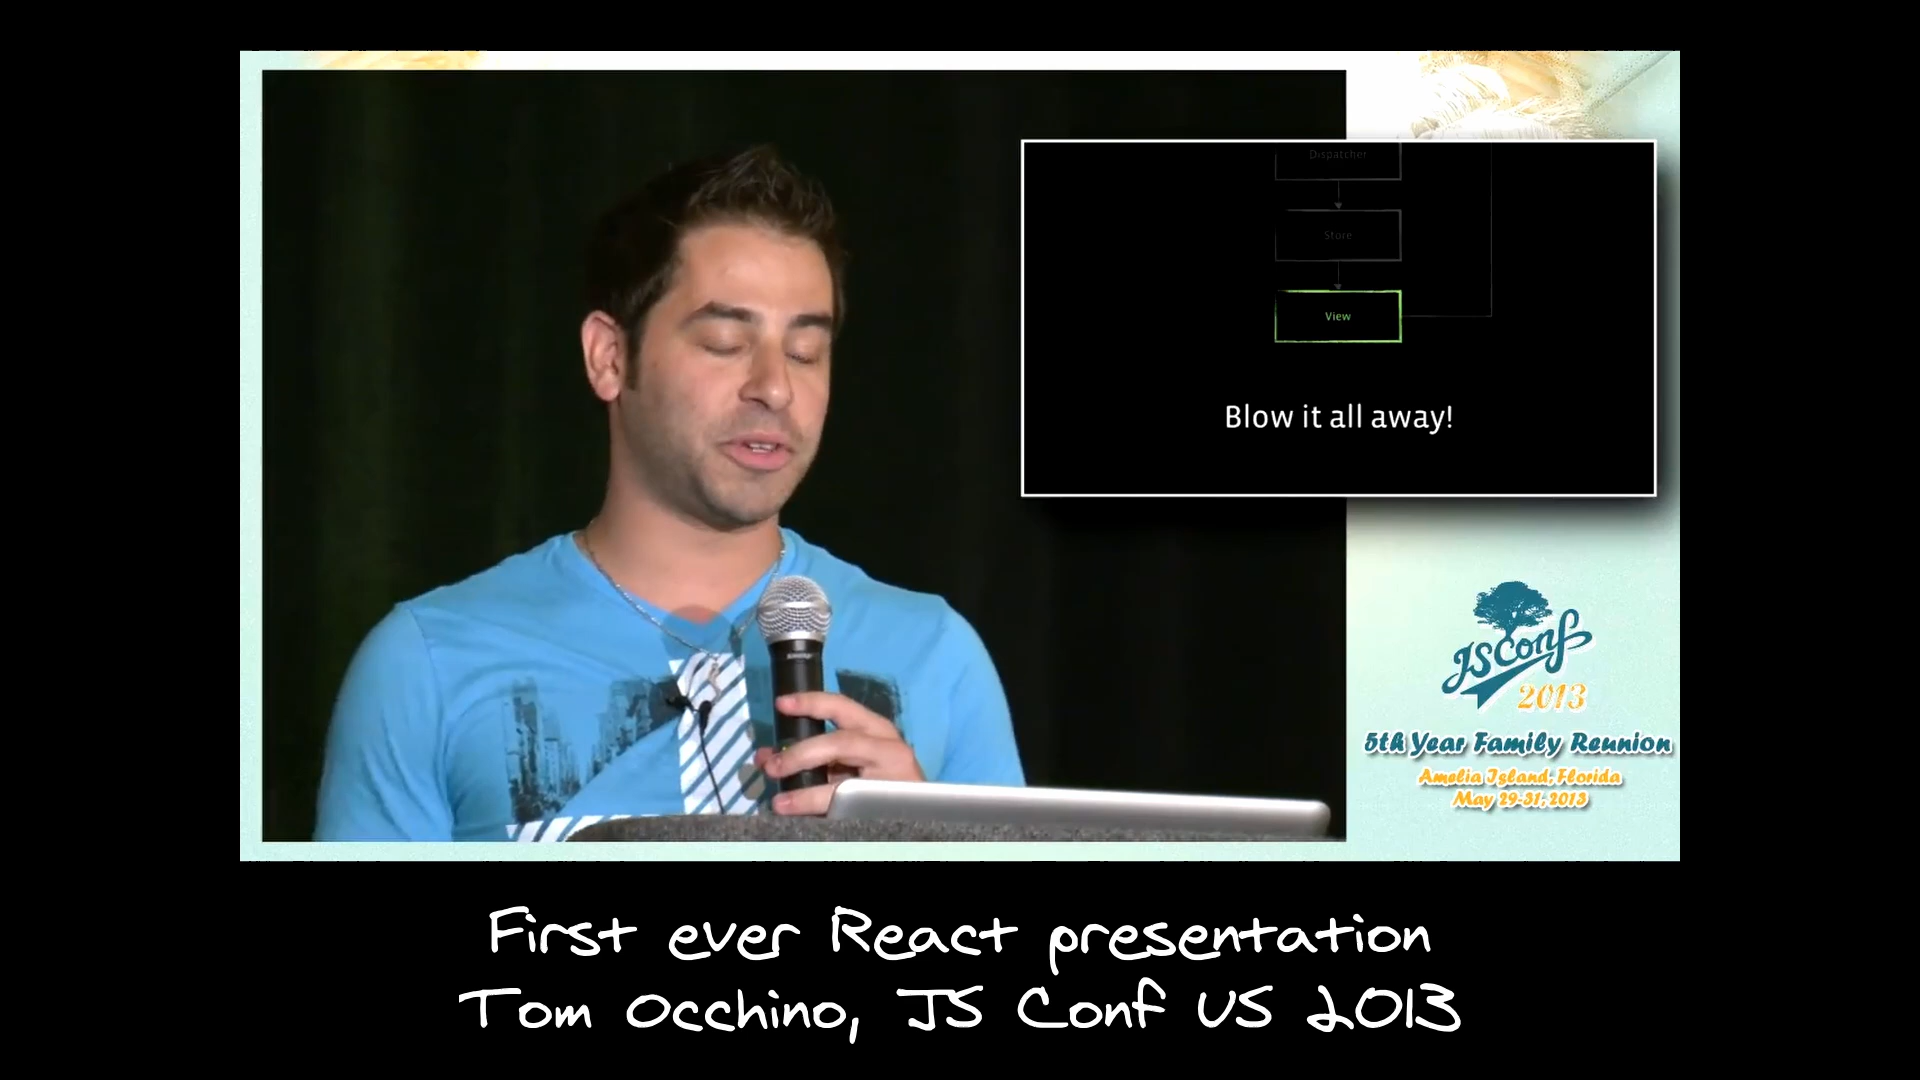 Dispatcher
Store
View
Blow it all away!
JSConf
2013
5th Year Family Reunion
Amelia Island, Florida
May 29-31, 2013
First ever React presentation
Tom Occhino, JS Conf US 2013